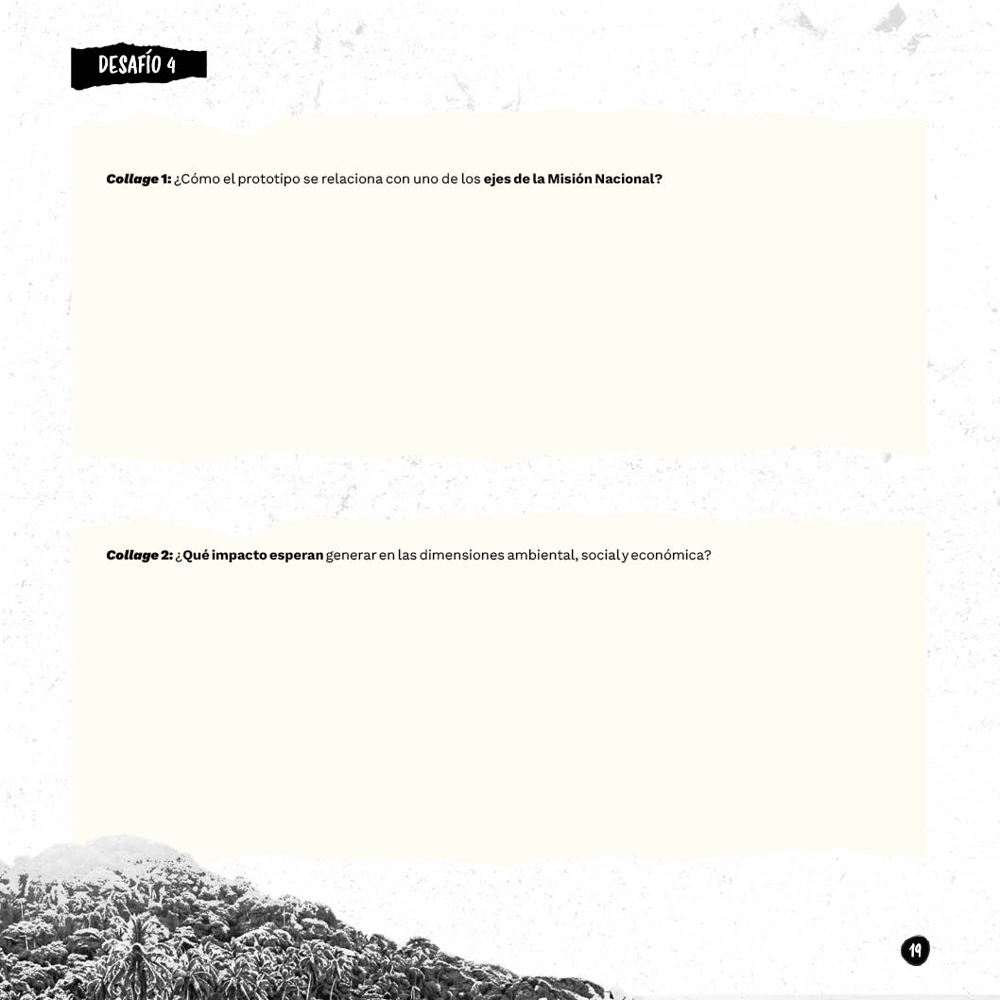 DESAFÍO 4
Collage 1: ¿Cómo el prototipo se relaciona con uno de los ejes de la Misión Nacional?
Collage 2: ¿Qué impacto esperan generar en las dimensiones ambiental, social y económica?
19